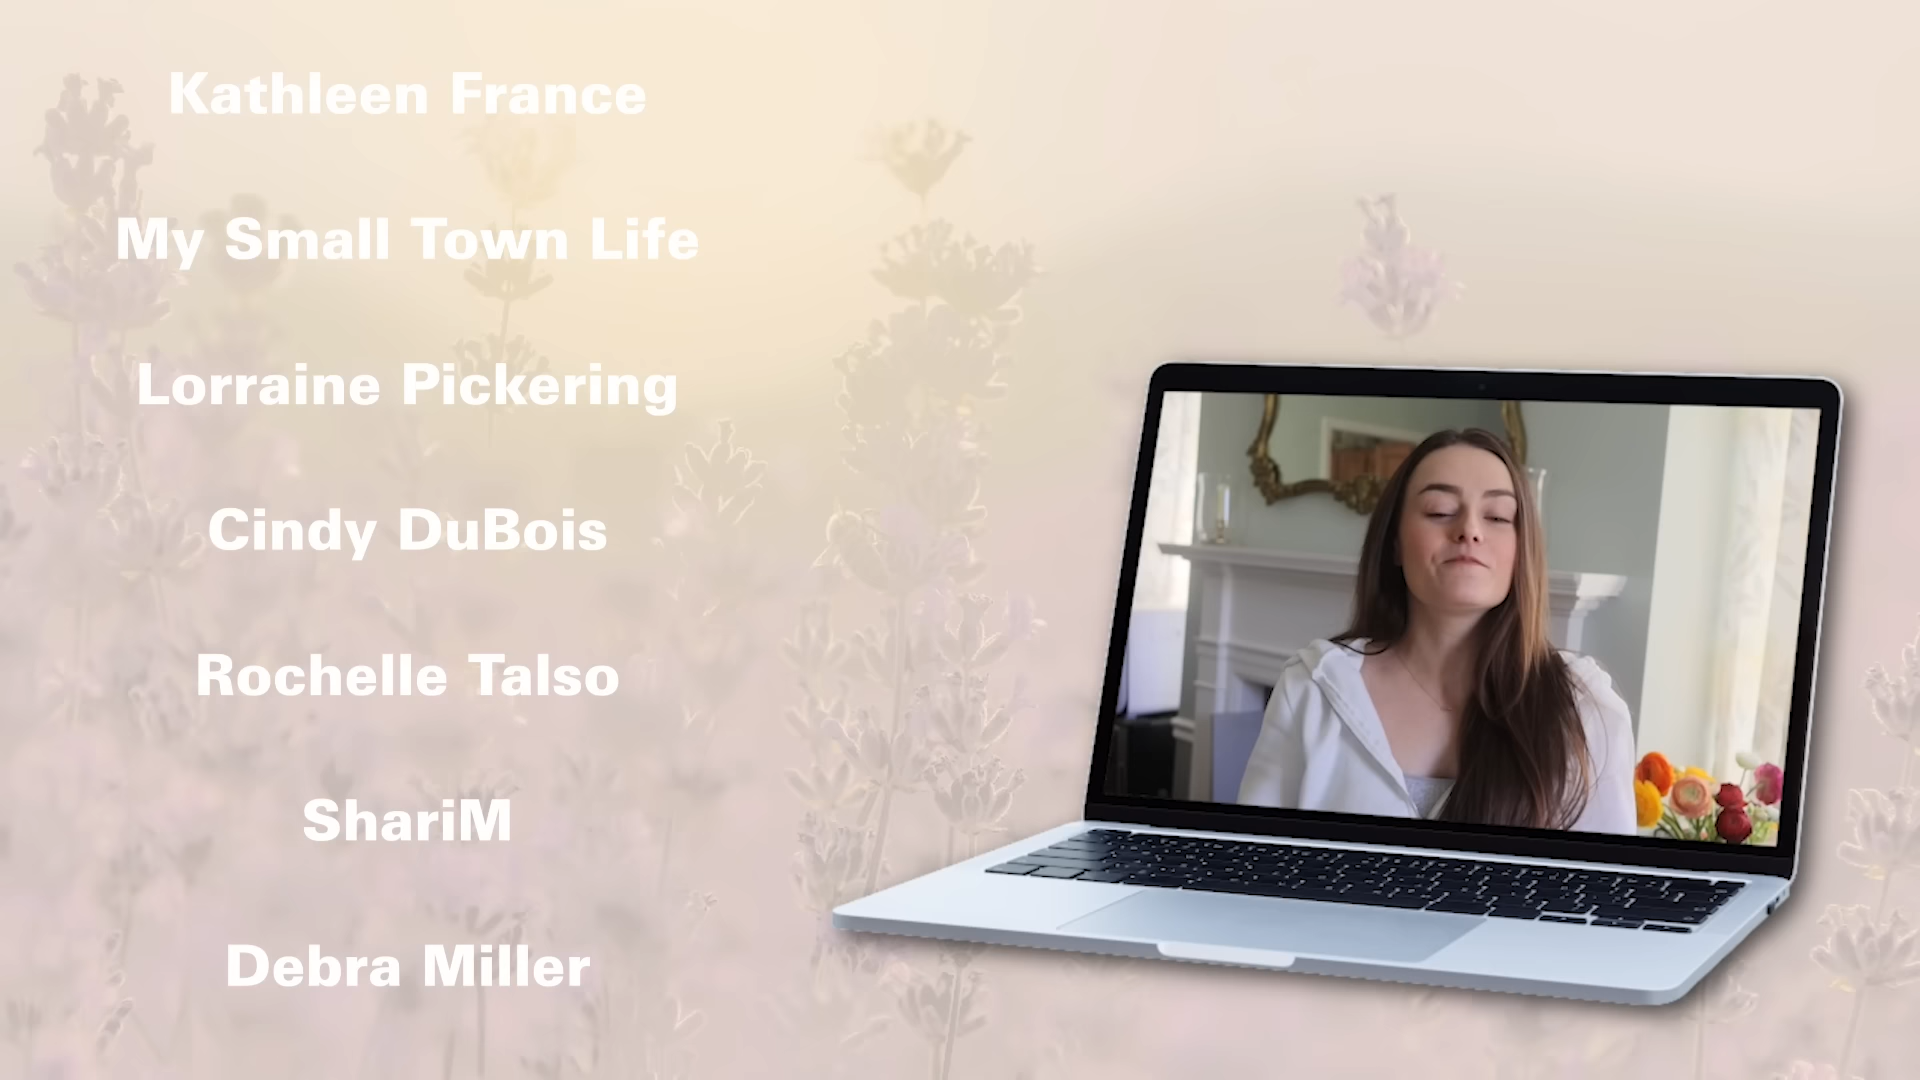 Kathleen France
My Small Town Life
Lorraine Pickering
Cindy DuBois
Rochelle Talso
ShariM
Debra Miller